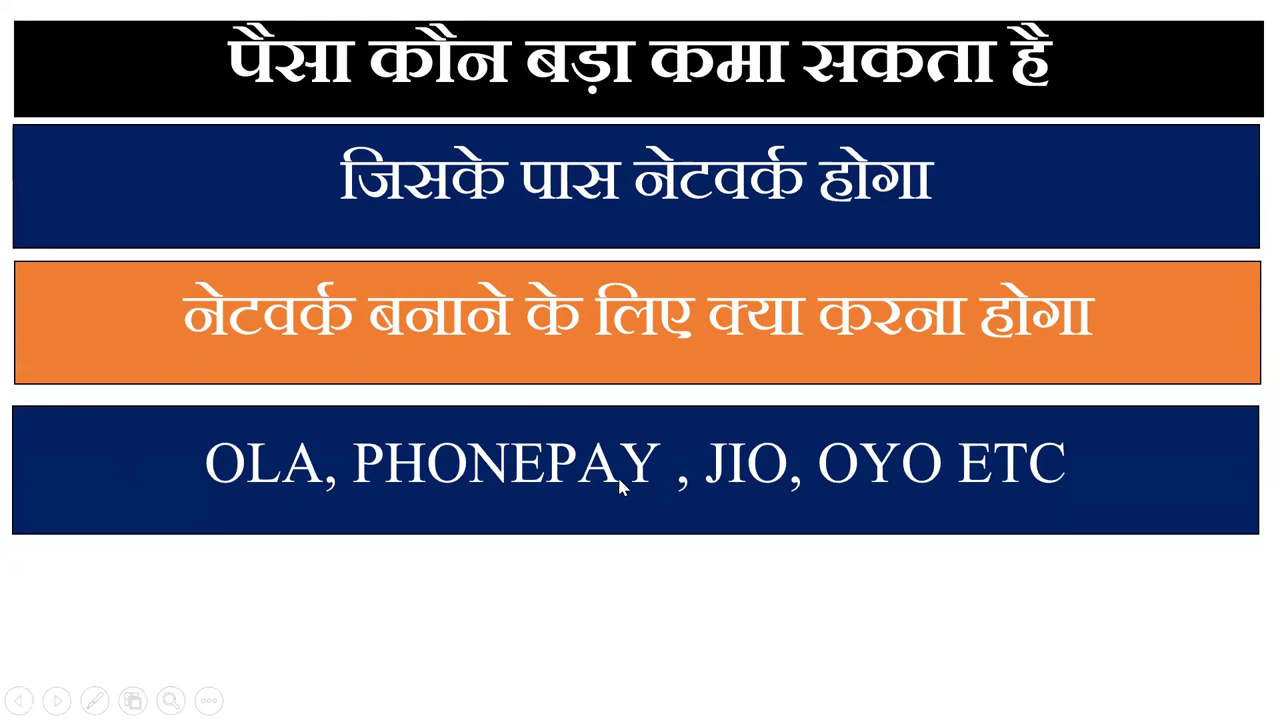 पैसा कौन बड़ा कमा सकता है
जिसके पास नेटवर्क होगा
नेटवर्क बनाने के लिए क्या करना होगा
OLA, PHONEPAY , JIO, OYO ETC